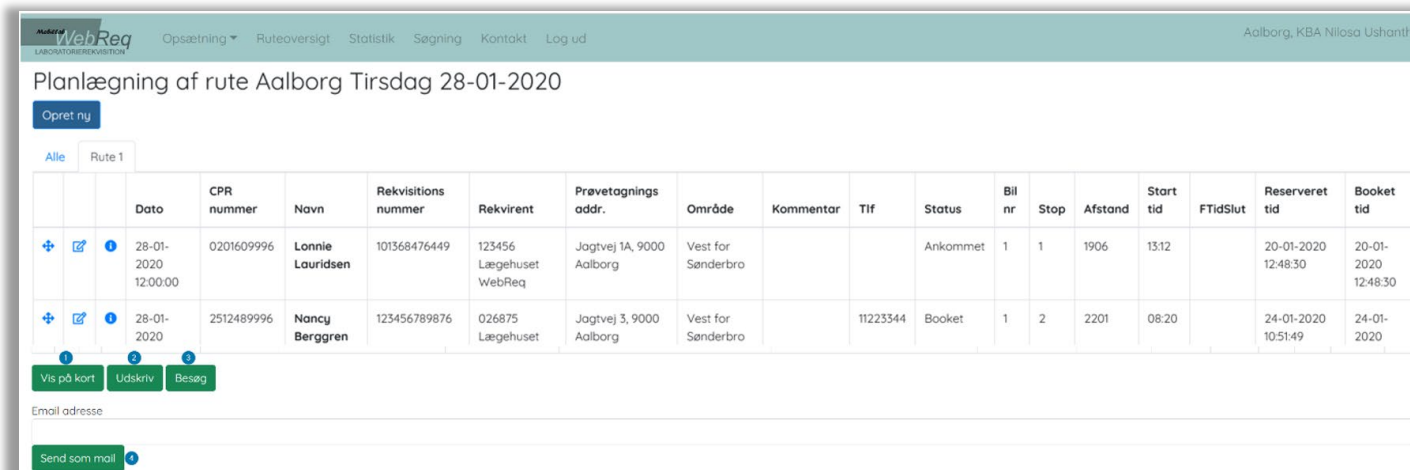 MedCom WebReq
LABORATORIEREKVISITION
Opsætning Ruteoversigt Statistik Søgning Kontakt Log ud
Aalborg, KBA Nilosa Ushanth
Planlægning af rute Aalborg Tirsdag 28-01-2020
Opret ny
Alle Rute 1
Dato CPR nummer Navn Rekvisitions nummer Rekvirent Prøvetagnings addr. Område Kommentar Tlf Status Bil nr Stop Afstand Start tid FTidSlut Reserveret tid Booket tid
28-01-2020 12:00:00 0201609996 Lonnie Lauridsen 101368476449 123456 Lægehuset WebReq Jagtvej 1A, 9000 Aalborg Vest for Sønderbro Ankommet 1 1 1906 13:12 20-01-2020 12:48:30 20-01-2020 12:48:30
28-01-2020 2512489996 Nancy Berggren 123456789876 026875 Lægehuset Jagtvej 3, 9000 Aalborg Vest for Sønderbro 11223344 Booket 1 2 2201 08:20 24-01-2020 10:51:49 24-01-2020
1 2 3
Vis på kort Udskriv Besøg
Email adresse
Send som mail 4